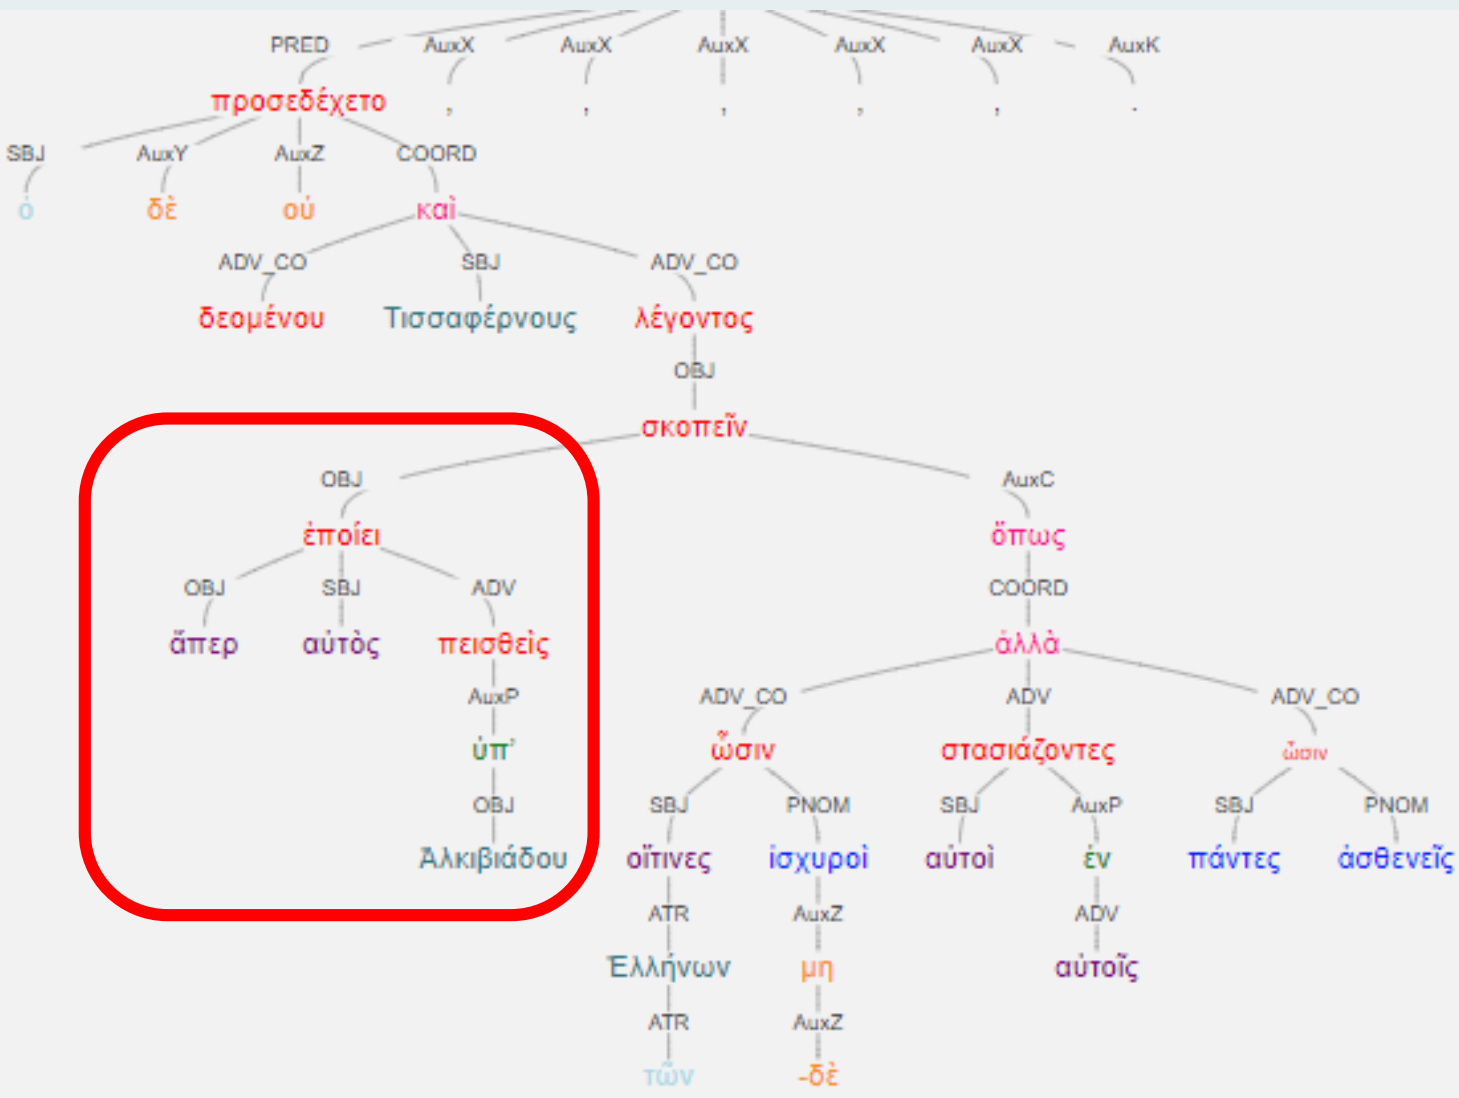 PRED AuxX AuxX AuxX AuxX AuxX AuxK
προσεδέχετο , , , , , .
SBJ AuxY AuxZ COORD
ὁ δὲ οὐ καὶ
ADV_CO SBJ ADV_CO
δεομένου Τισσαφέρνους λέγοντος
OBJ
σκοπεῖν
OBJ AuxC
ἐποίει ὅπως
OBJ SBJ ADV COORD
ἅπερ αὐτὸς πεισθεὶς ἀλλὰ
AuxP ADV_CO ADV ADV_CO
ὑπ' ὦσιν στασιάζοντες ὦσιν
OBJ SBJ PNOM SBJ AuxP SBJ PNOM
Ἀλκιβιάδου οἵτινες ἰσχυροὶ αὐτοὶ ἐν πάντες ἀσθενεῖς
ATR AuxZ ADV
Ἑλλήνων μη αὐτοῖς
ATR AuxZ
τῶν -δὲ